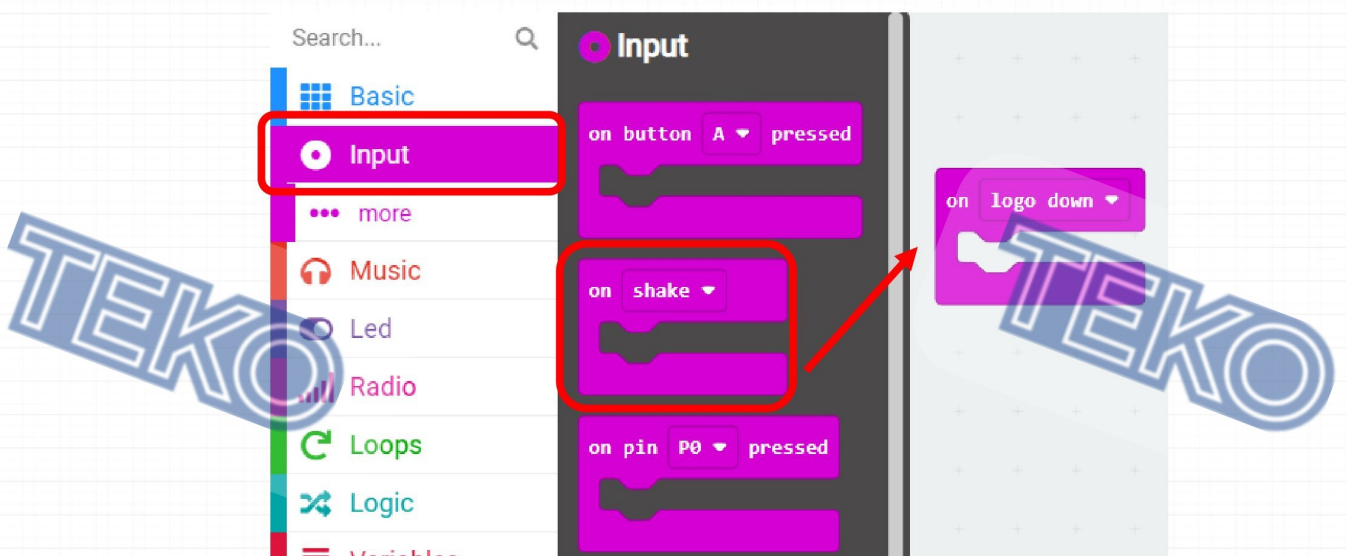 Search...
Basic
Input
more
Music
Led
Radio
Loops
Logic
Variables
Input
on button A pressed
on shake
on pin P0 pressed
on logo down
TEKO
TEKO